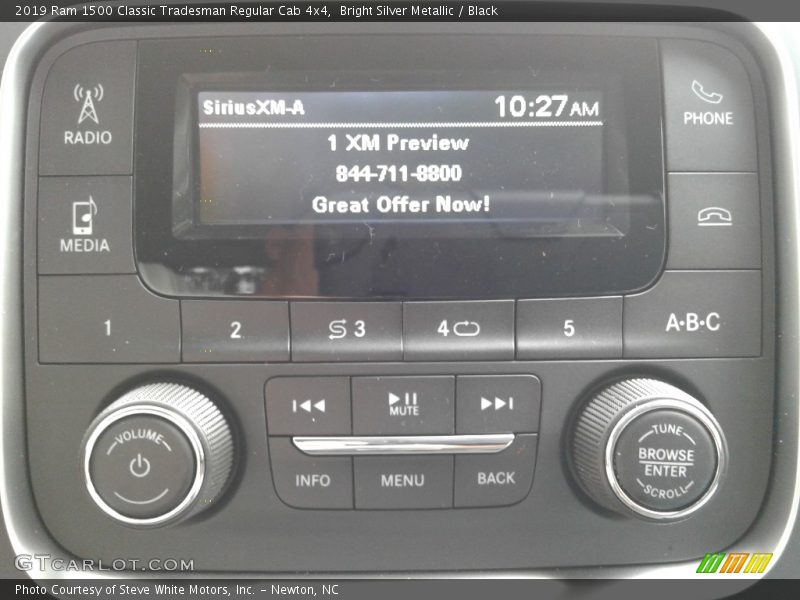 2019 Ram 1500 Classic Tradesman Regular Cab 4x4, Bright Silver Metallic / Black
SiriusXM-A 10:27AM
1 XM Preview
844-711-8800
Great Offer Now!
RADIO
PHONE
MEDIA
1 2 3 4 5 A·B·C
MUTE
VOLUME
INFO MENU BACK
TUNE
BROWSE
ENTER
SCROLL
GTCARLOT.COM
Photo Courtesy of Steve White Motors, Inc. - Newton, NC